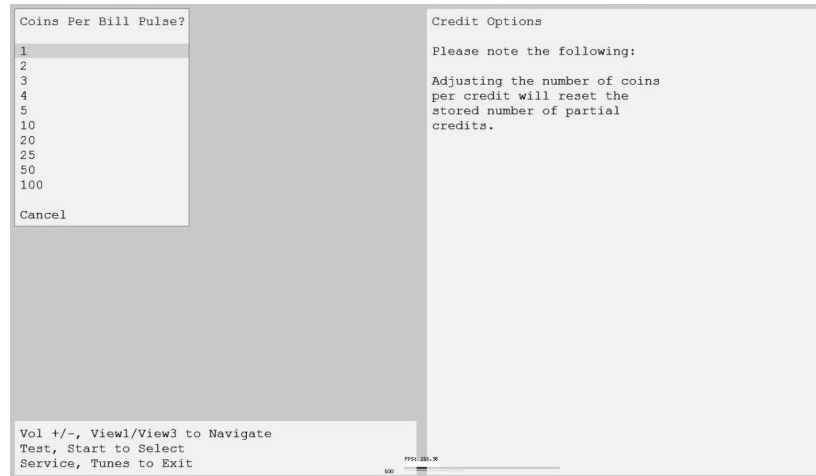 Coins Per Bill Pulse?
1
2
3
4
5
10
20
25
50
100
Cancel
Credit Options
Please note the following:
Adjusting the number of coins
per credit will reset the
stored number of partial
credits.
Vol +/-, View1/View3 to Navigate
Test, Start to Select
Service, Tunes to Exit